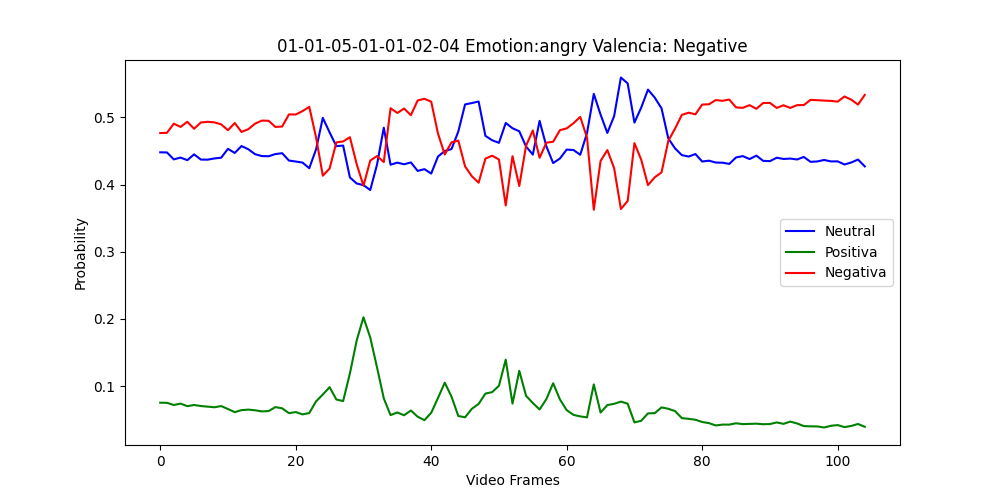 01-01-05-01-01-02-04 Emotion:angry Valencia: Negative
Probability
0.5
0.4
0.3
0.2
0.1
Neutral
Positiva
Negativa
0 20 40 60 80 100
Video Frames